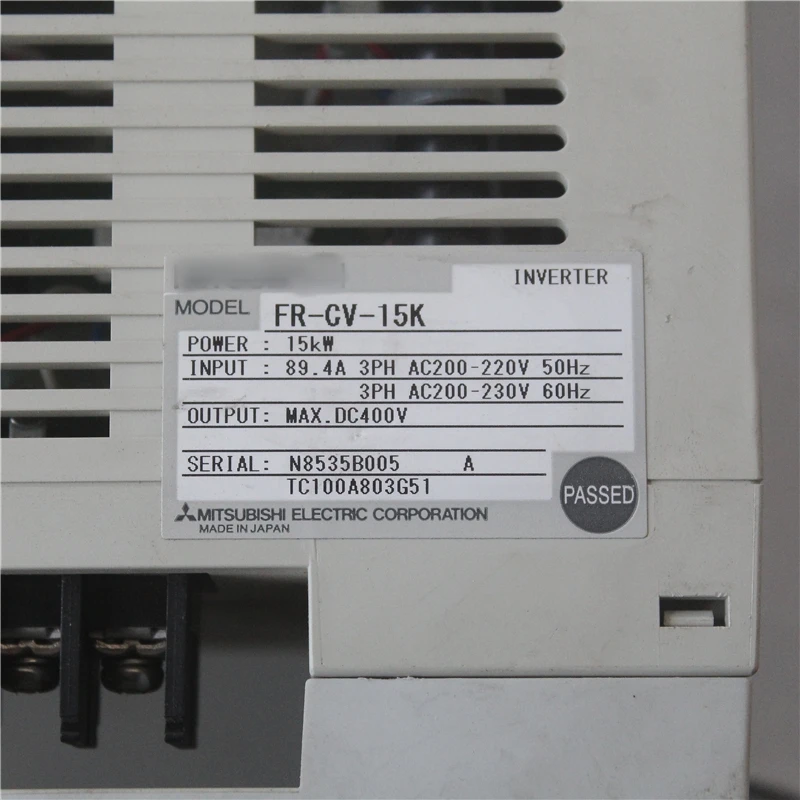 INVERTER
MODEL FR-CV-15K
POWER : 15kW
INPUT : 89.4A 3PH AC200-220V 50Hz
3PH AC200-230V 60Hz
OUTPUT: MAX.DC400V
SERIAL: N8535B005 A
TC100A803G51
PASSED
MITSUBISHI ELECTRIC CORPORATION
MADE IN JAPAN